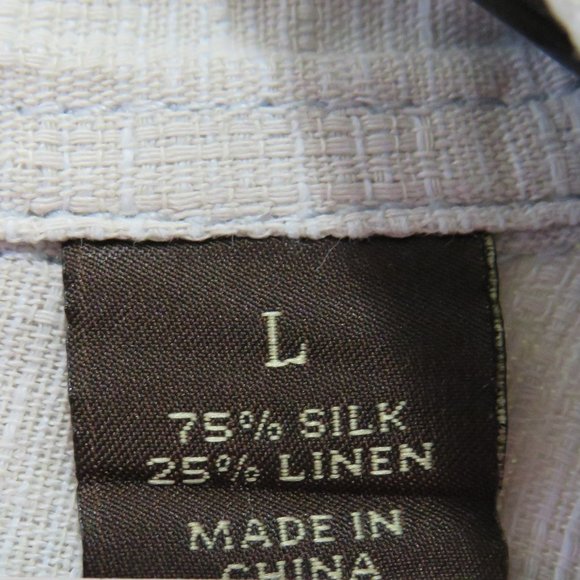 L
75% SILK
25% LINEN
MADE IN
CHINA